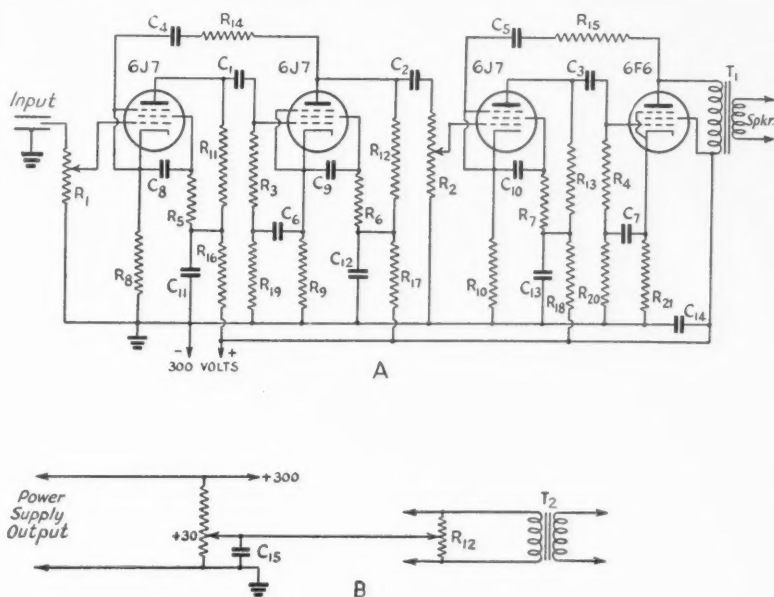 C4 R14 C5 R15
6J7 C1 6J7 C2 6J7 C3 6F6 T1
Input
Spkr.
R1 C8 R5 R11 R3 C9 R6 R12 R2 C10 R7 R13 R4
R8 C11 R16 R19 C6 R9 C12 R17 R10 C13 R18 R20 C7 R21 C14
- +
300 VOLTS
A
+300
Power
Supply
Output
+30
C15
R12
T2
B